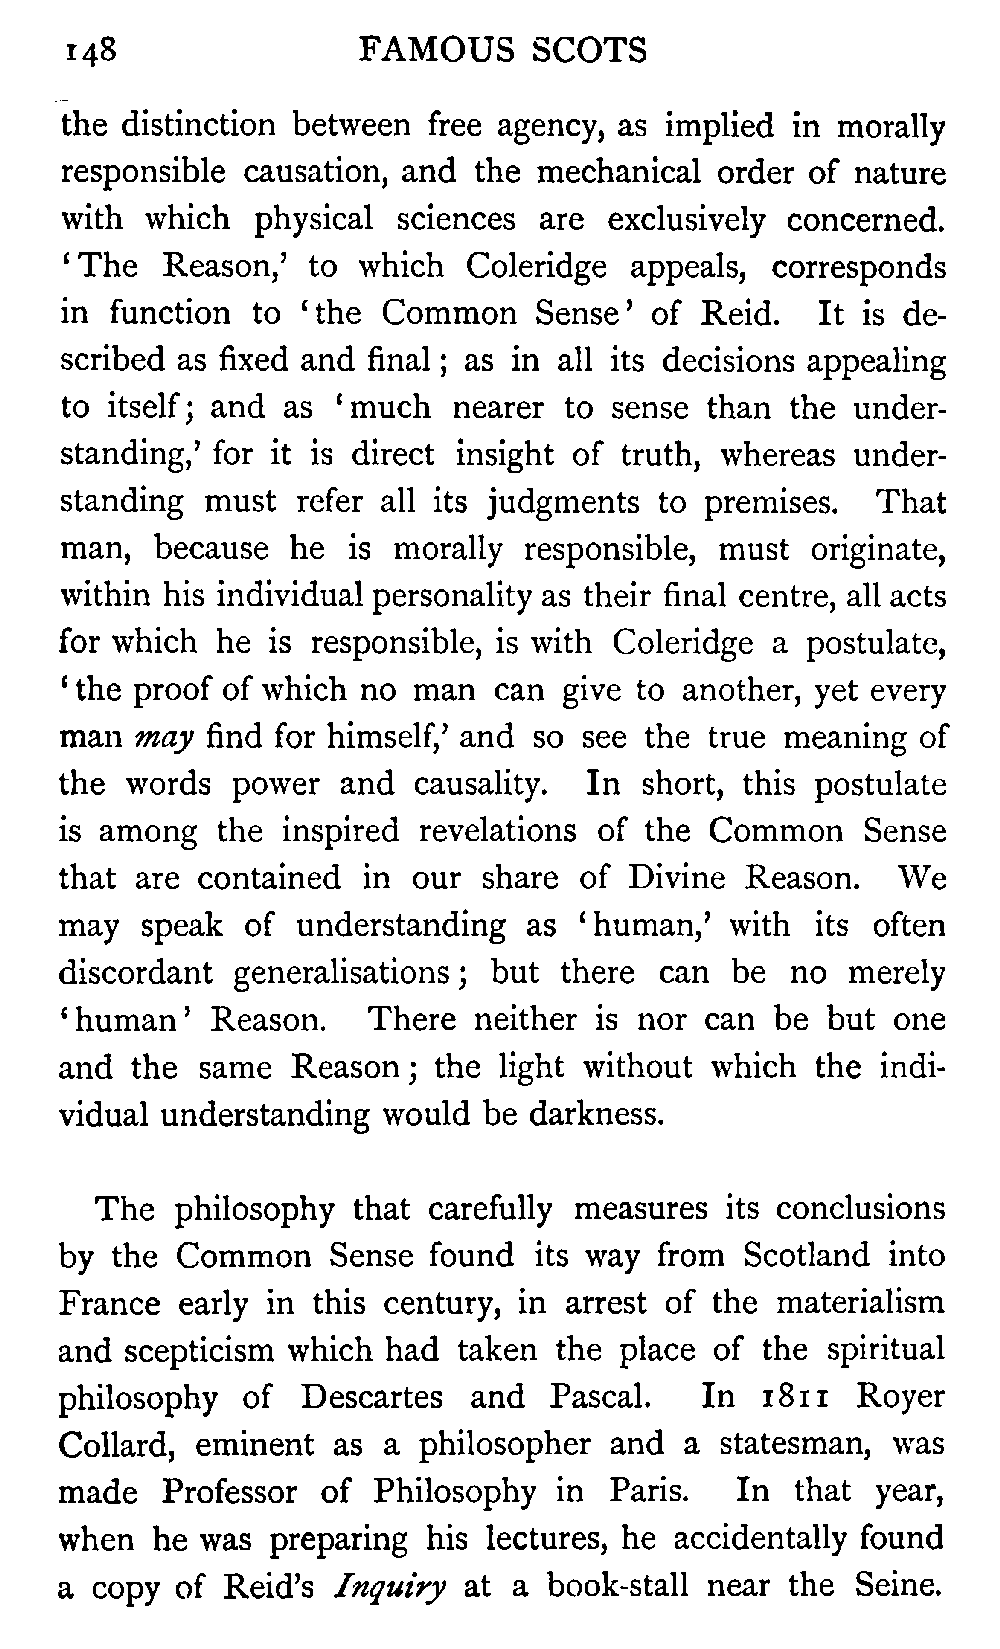 148 FAMOUS SCOTS
the distinction between free agency, as implied in morally
responsible causation, and the mechanical order of nature
with which physical sciences are exclusively concerned.
‘The Reason,’ to which Coleridge appeals, corresponds
in function to ‘the Common Sense’ of Reid. It is de-
scribed as fixed and final; as in all its decisions appealing
to itself; and as ‘much nearer to sense than the under-
standing,’ for it is direct insight of truth, whereas under-
standing must refer all its judgments to premises. That
man, because he is morally responsible, must originate,
within his individual personality as their final centre, all acts
for which he is responsible, is with Coleridge a postulate,
‘the proof of which no man can give to another, yet every
man may find for himself,’ and so see the true meaning of
the words power and causality. In short, this postulate
is among the inspired revelations of the Common Sense
that are contained in our share of Divine Reason. We
may speak of understanding as ‘human,’ with its often
discordant generalisations; but there can be no merely
‘human’ Reason. There neither is nor can be but one
and the same Reason; the light without which the indi-
vidual understanding would be darkness.
The philosophy that carefully measures its conclusions
by the Common Sense found its way from Scotland into
France early in this century, in arrest of the materialism
and scepticism which had taken the place of the spiritual
philosophy of Descartes and Pascal. In 1811 Royer
Collard, eminent as a philosopher and a statesman, was
made Professor of Philosophy in Paris. In that year,
when he was preparing his lectures, he accidentally found
a copy of Reid’s Inquiry at a book-stall near the Seine.